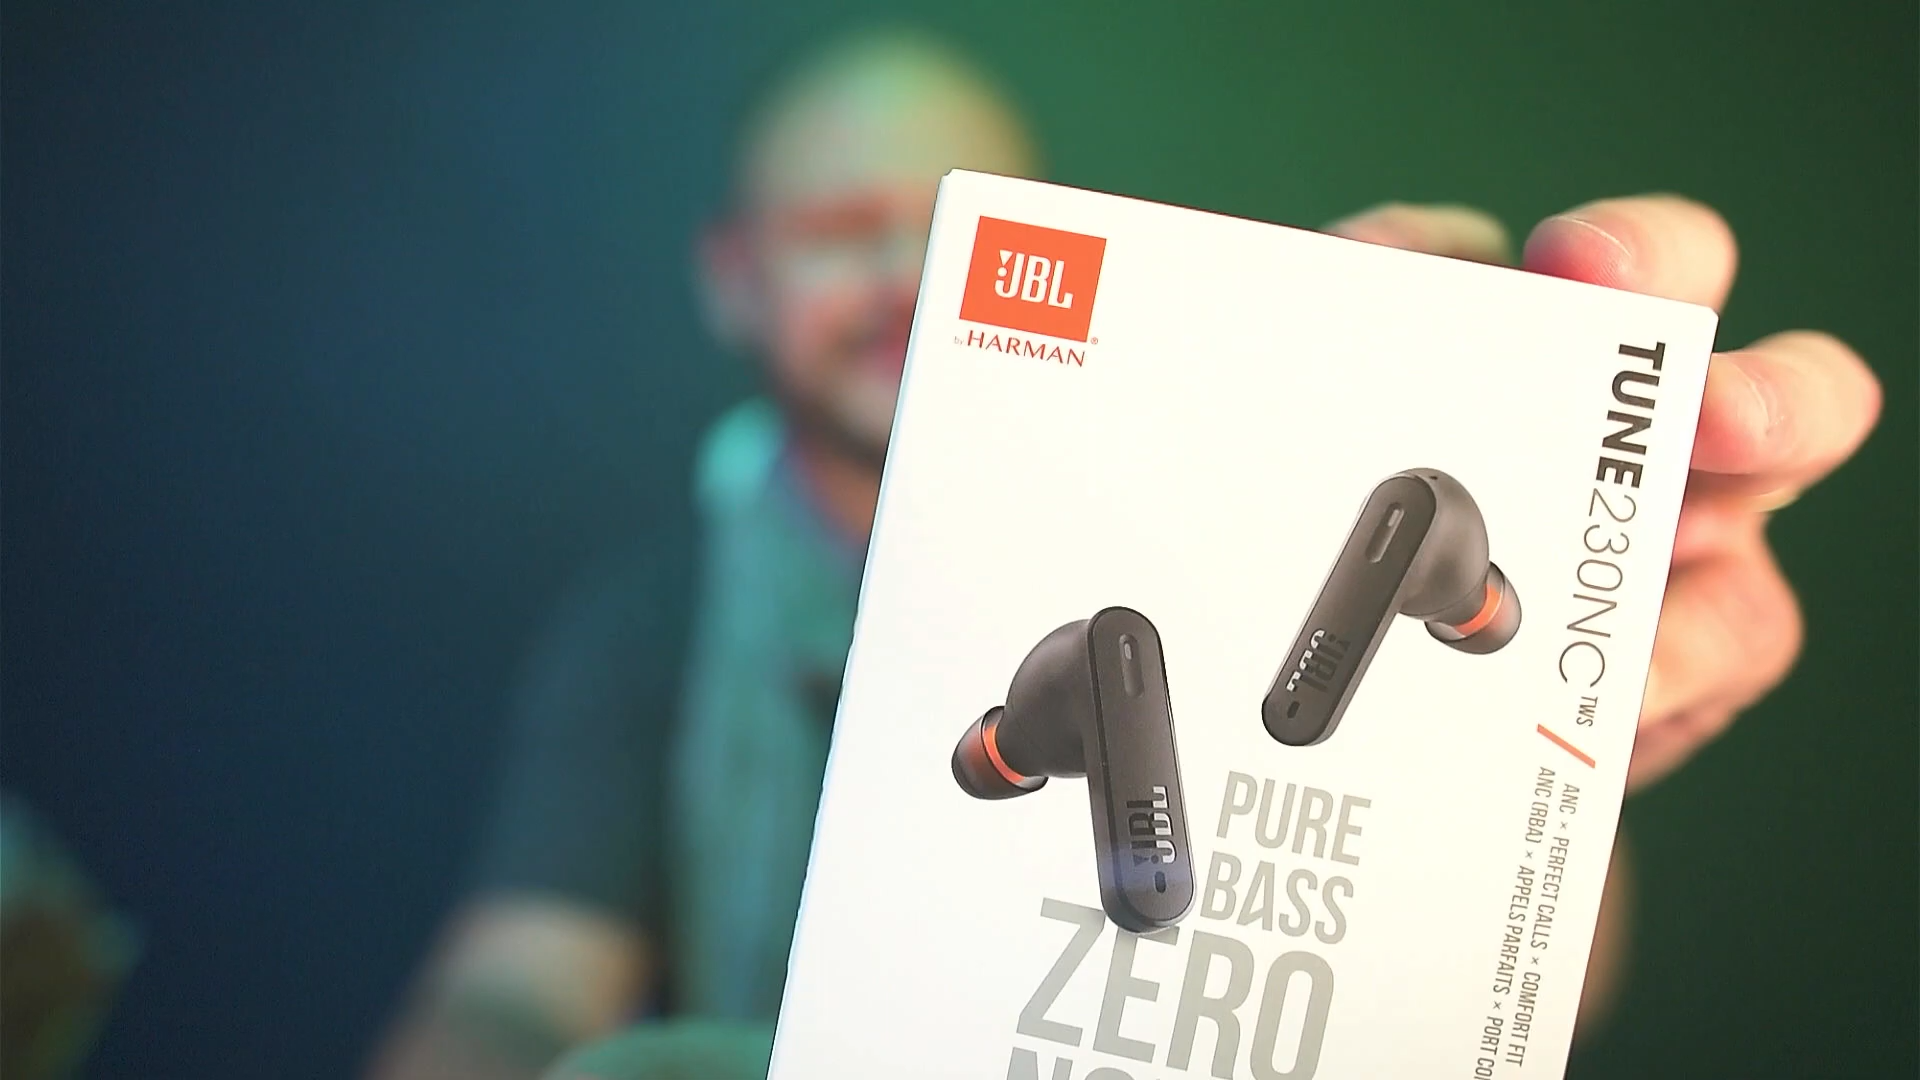 JBL
by HARMAN®
TUNE230NC TWS
ANC × PERFECT CALLS × COMFORT FIT
ANC (RBA) × APPELS PARFAITS × PORT
JBL
JBL
PURE
BASS
ZERO